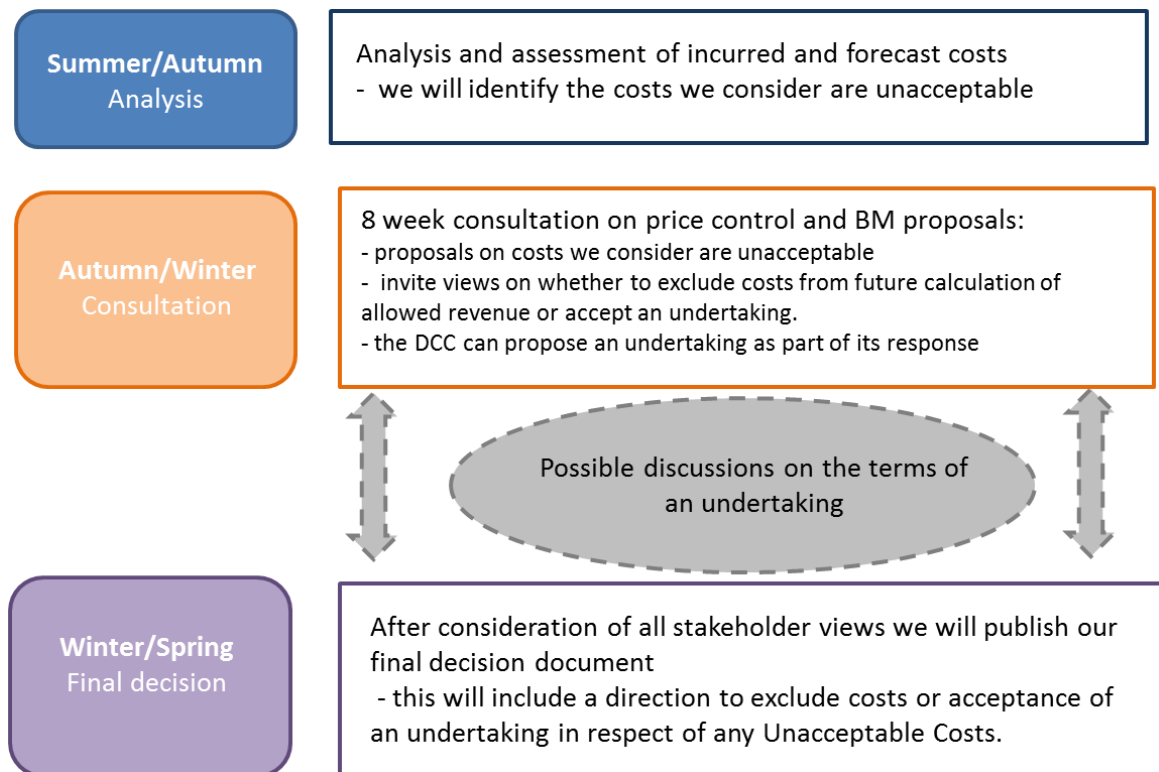 Summer/Autumn
Analysis
Analysis and assessment of incurred and forecast costs
- we will identify the costs we consider are unacceptable
Autumn/Winter
Consultation
8 week consultation on price control and BM proposals:
- proposals on costs we consider are unacceptable
- invite views on whether to exclude costs from future calculation of
allowed revenue or accept an undertaking.
- the DCC can propose an undertaking as part of its response
Possible discussions on the terms of
an undertaking
Winter/Spring
Final decision
After consideration of all stakeholder views we will publish our
final decision document
- this will include a direction to exclude costs or acceptance of
an undertaking in respect of any Unacceptable Costs.